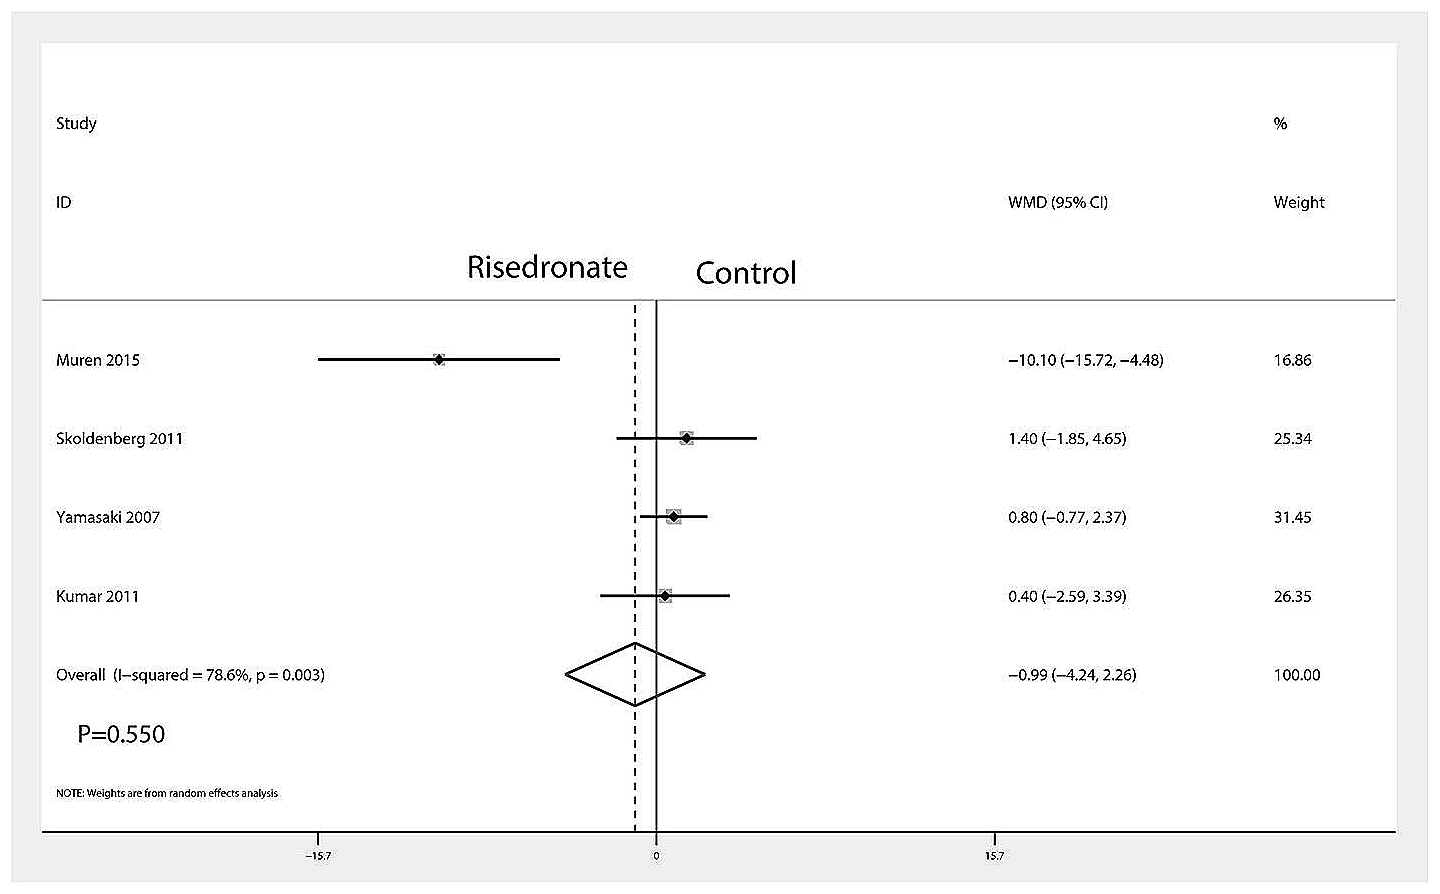 Study %
ID WMD (95% CI) Weight
Risedronate Control
Muren 2015 −10.10 (−15.72, −4.48) 16.86
Skoldenberg 2011 1.40 (−1.85, 4.65) 25.34
Yamasaki 2007 0.80 (−0.77, 2.37) 31.45
Kumar 2011 0.40 (−2.59, 3.39) 26.35
Overall (I−squared = 78.6%, p = 0.003) −0.99 (−4.24, 2.26) 100.00
P=0.550
NOTE: Weights are from random effects analysis
−15.7 0 15.7